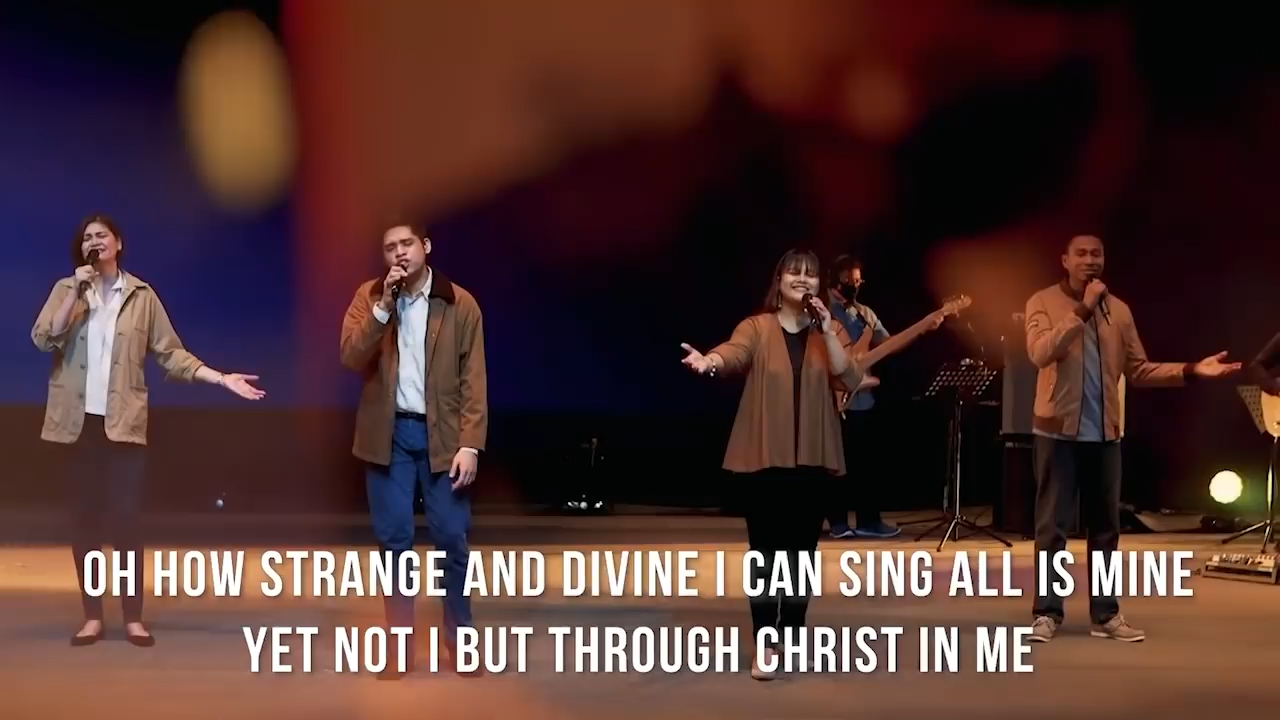 OH HOW STRANGE AND DIVINE I CAN SING ALL IS MINE
YET NOT I BUT THROUGH CHRIST IN ME